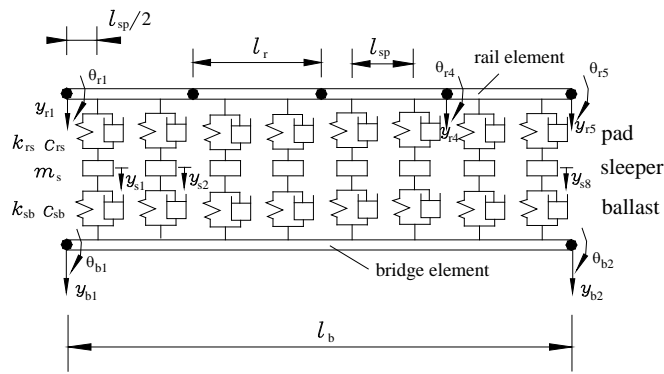 l_sp/2
l_r
l_sp
rail element
θ_r1
θ_r4
θ_r5
y_r1
y_r4
y_r5
k_rs c_rs
pad
m_s
y_s1
y_s2
y_s8
sleeper
k_sb c_sb
ballast
θ_b1
bridge element
θ_b2
y_b1
y_b2
l_b